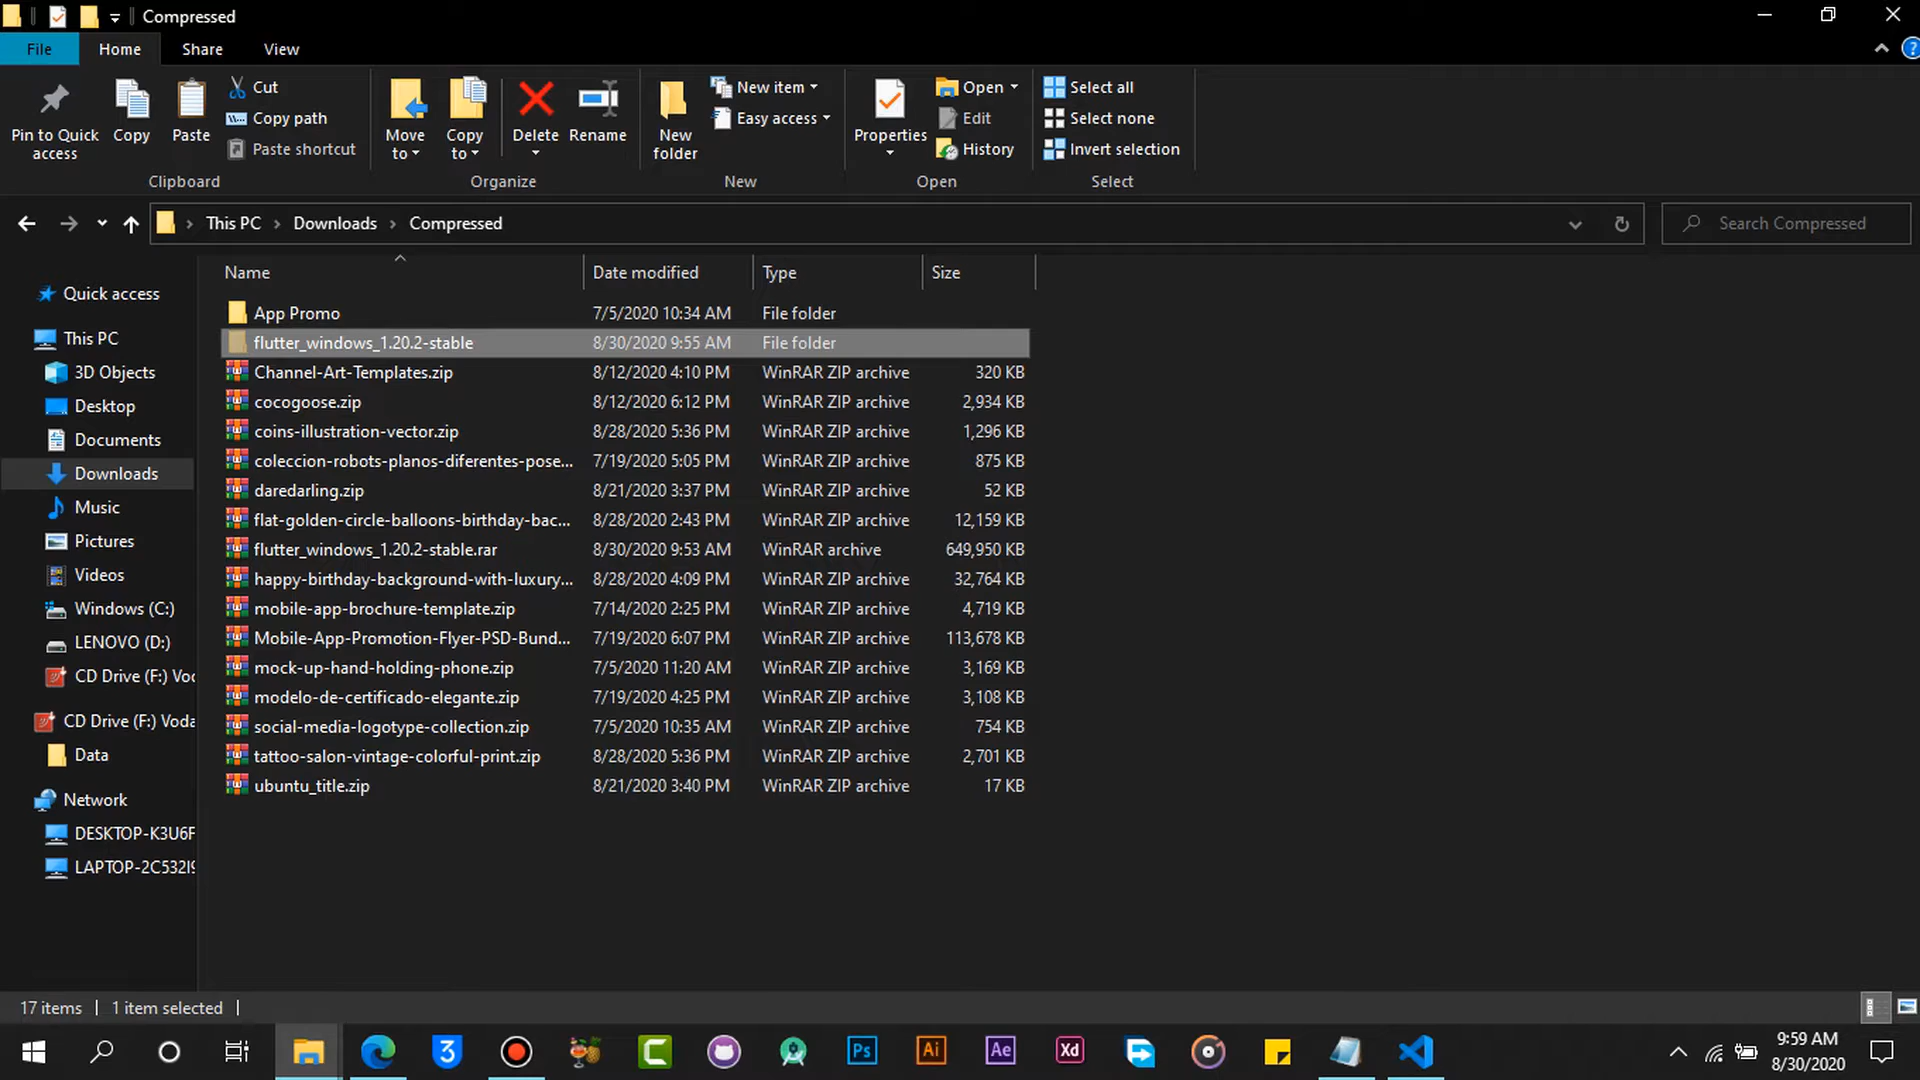 Compressed
File Home Share View
Pin to Quick access
Copy
Paste
Cut
Copy path
Paste shortcut
Clipboard
Move to
Copy to
Delete
Rename
Organize
New folder
New item
Easy access
New
Properties
Open
Edit
History
Open
Select all
Select none
Invert selection
Select
This PC › Downloads › Compressed
Search Compressed
Quick access
This PC
3D Objects
Desktop
Documents
Downloads
Music
Pictures
Videos
Windows (C:)
LENOVO (D:)
CD Drive (F:) Voc
CD Drive (F:) Voda
Data
Network
DESKTOP-K3U6F
LAPTOP-2C532I9
Name Date modified Type Size
App Promo 7/5/2020 10:34 AM File folder
flutter_windows_1.20.2-stable 8/30/2020 9:55 AM File folder
Channel-Art-Templates.zip 8/12/2020 4:10 PM WinRAR ZIP archive 320 KB
cocogoose.zip 8/12/2020 6:12 PM WinRAR ZIP archive 2,934 KB
coins-illustration-vector.zip 8/28/2020 5:36 PM WinRAR ZIP archive 1,296 KB
coleccion-robots-planos-diferentes-pose... 7/19/2020 5:05 PM WinRAR ZIP archive 875 KB
daredarling.zip 8/21/2020 3:37 PM WinRAR ZIP archive 52 KB
flat-golden-circle-balloons-birthday-bac... 8/28/2020 2:43 PM WinRAR ZIP archive 12,159 KB
flutter_windows_1.20.2-stable.rar 8/30/2020 9:53 AM WinRAR archive 649,950 KB
happy-birthday-background-with-luxury... 8/28/2020 4:09 PM WinRAR ZIP archive 32,764 KB
mobile-app-brochure-template.zip 7/14/2020 2:25 PM WinRAR ZIP archive 4,719 KB
Mobile-App-Promotion-Flyer-PSD-Bund... 7/19/2020 6:07 PM WinRAR ZIP archive 113,678 KB
mock-up-hand-holding-phone.zip 7/5/2020 11:20 AM WinRAR ZIP archive 3,169 KB
modelo-de-certificado-elegante.zip 7/19/2020 4:25 PM WinRAR ZIP archive 3,108 KB
social-media-logotype-collection.zip 7/5/2020 10:35 AM WinRAR ZIP archive 754 KB
tattoo-salon-vintage-colorful-print.zip 8/28/2020 5:36 PM WinRAR ZIP archive 2,701 KB
ubuntu_title.zip 8/21/2020 3:40 PM WinRAR ZIP archive 17 KB
17 items 1 item selected
3 C Ps Ai Ae Xd
9:59 AM
8/30/2020